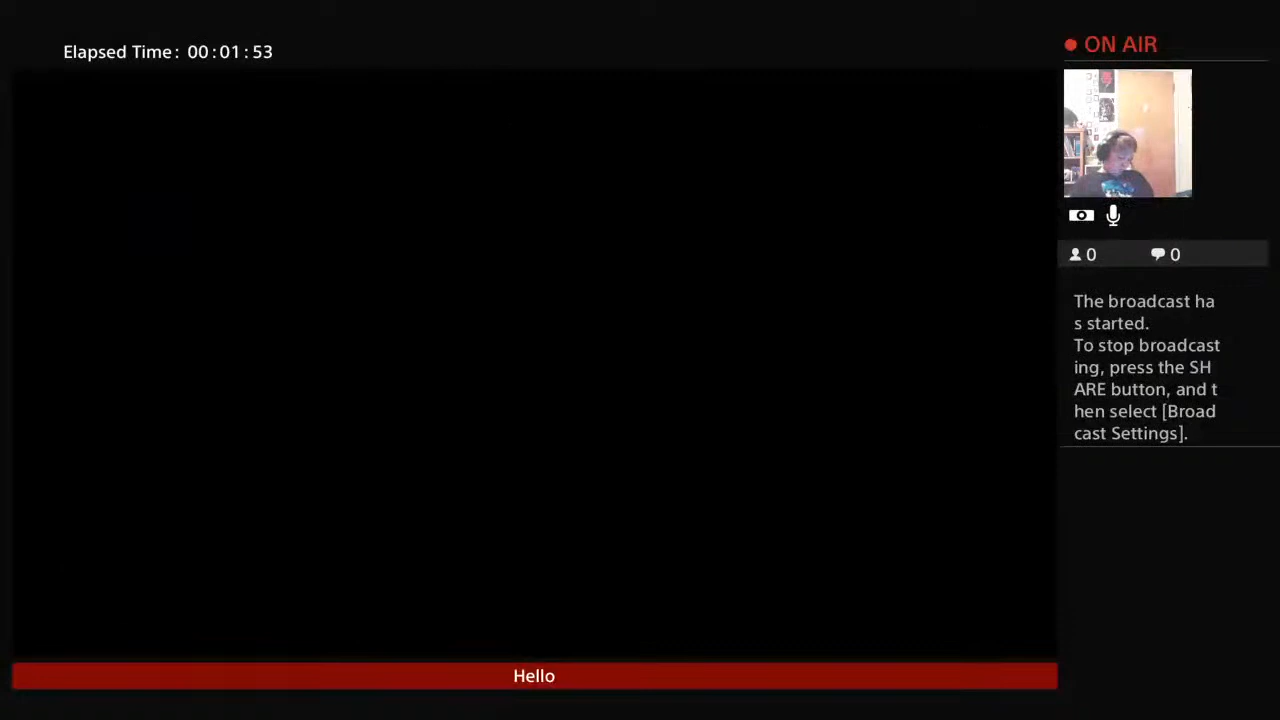 Elapsed Time: 00:01:53
ON AIR
0 0
The broadcast ha
s started.
To stop broadcast
ing, press the SH
ARE button, and t
hen select [Broad
cast Settings].
Hello